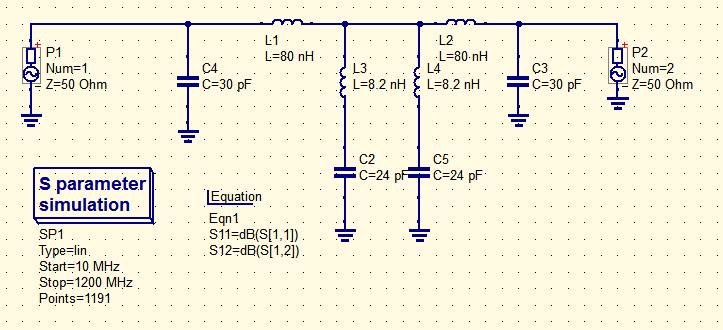 P1
Num=1
Z=50 Ohm
C4
C=30 pF
L1
L=80 nH
L3
L=8.2 nH
L2
L=80 nH
L4
L=8.2 nH
C3
C=30 pF
P2
Num=2
Z=50 Ohm
C2
C=24 pF
C5
C=24 pF
S parameter
simulation
SP1
Type=lin
Start=10 MHz
Stop=1200 MHz
Points=1191
Equation
Eqn1
S11=dB(S[1,1])
S12=dB(S[1,2])